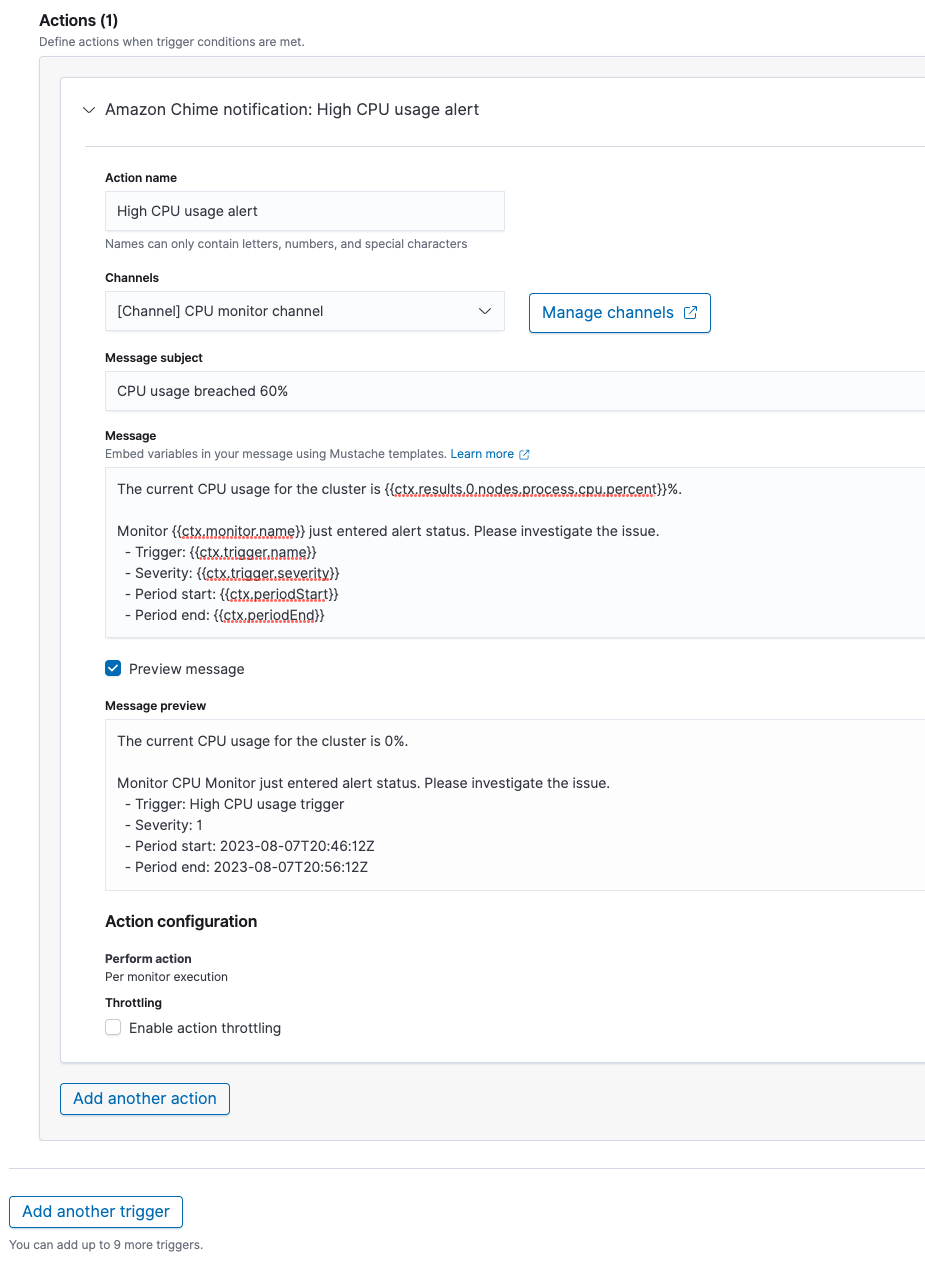 Actions (1)
Define actions when trigger conditions are met.
Amazon Chime notification: High CPU usage alert
Action name
High CPU usage alert
Names can only contain letters, numbers, and special characters
Channels
[Channel] CPU monitor channel
Manage channels
Message subject
CPU usage breached 60%
Message
Embed variables in your message using Mustache templates. Learn more
The current CPU usage for the cluster is {{ctx.results.0.nodes.process.cpu.percent}}%.
Monitor {{ctx.monitor.name}} just entered alert status. Please investigate the issue.
- Trigger: {{ctx.trigger.name}}
- Severity: {{ctx.trigger.severity}}
- Period start: {{ctx.periodStart}}
- Period end: {{ctx.periodEnd}}
Preview message
Message preview
The current CPU usage for the cluster is 0%.
Monitor CPU Monitor just entered alert status. Please investigate the issue.
- Trigger: High CPU usage trigger
- Severity: 1
- Period start: 2023-08-07T20:46:12Z
- Period end: 2023-08-07T20:56:12Z
Action configuration
Perform action
Per monitor execution
Throttling
Enable action throttling
Add another action
Add another trigger
You can add up to 9 more triggers.